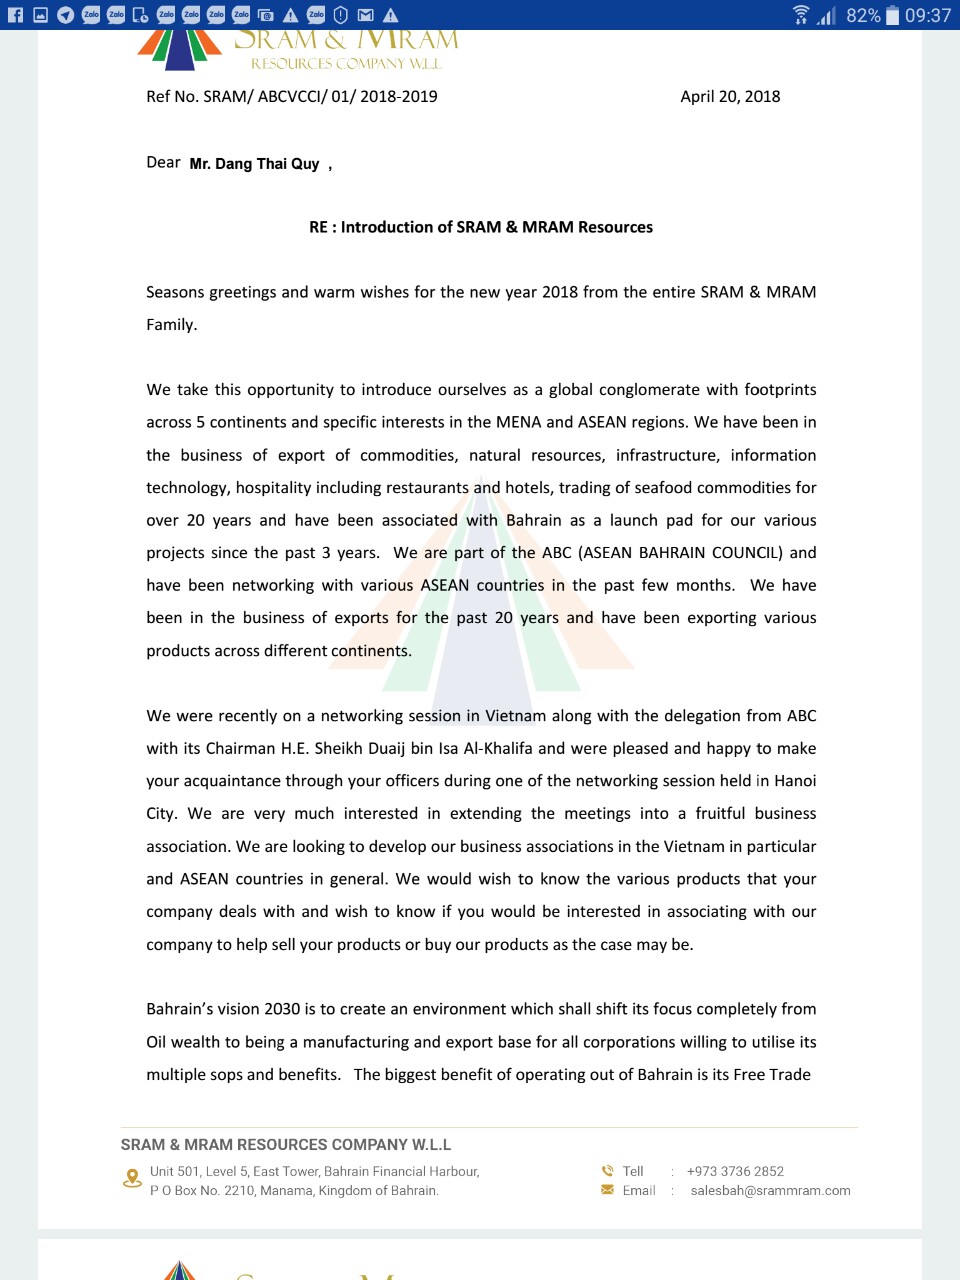 82% 09:37
SRAM & MRAM
RESOURCES COMPANY W.L.L
Ref No. SRAM/ ABCVCCI/ 01/ 2018-2019 April 20, 2018
Dear Mr. Dang Thai Quy ,
RE : Introduction of SRAM & MRAM Resources
Seasons greetings and warm wishes for the new year 2018 from the entire SRAM & MRAM
Family.
We take this opportunity to introduce ourselves as a global conglomerate with footprints
across 5 continents and specific interests in the MENA and ASEAN regions. We have been in
the business of export of commodities, natural resources, infrastructure, information
technology, hospitality including restaurants and hotels, trading of seafood commodities for
over 20 years and have been associated with Bahrain as a launch pad for our various
projects since the past 3 years. We are part of the ABC (ASEAN BAHRAIN COUNCIL) and
have been networking with various ASEAN countries in the past few months. We have
been in the business of exports for the past 20 years and have been exporting various
products across different continents.
We were recently on a networking session in Vietnam along with the delegation from ABC
with its Chairman H.E. Sheikh Duaij bin Isa Al-Khalifa and were pleased and happy to make
your acquaintance through your officers during one of the networking session held in Hanoi
City. We are very much interested in extending the meetings into a fruitful business
association. We are looking to develop our business associations in the Vietnam in particular
and ASEAN countries in general. We would wish to know the various products that your
company deals with and wish to know if you would be interested in associating with our
company to help sell your products or buy our products as the case may be.
Bahrain’s vision 2030 is to create an environment which shall shift its focus completely from
Oil wealth to being a manufacturing and export base for all corporations willing to utilise its
multiple sops and benefits. The biggest benefit of operating out of Bahrain is its Free Trade
SRAM & MRAM RESOURCES COMPANY W.L.L
Unit 501, Level 5, East Tower, Bahrain Financial Harbour, Tell : +973 3736 2852
P O Box No. 2210, Manama, Kingdom of Bahrain. Email : salesbah@srammram.com